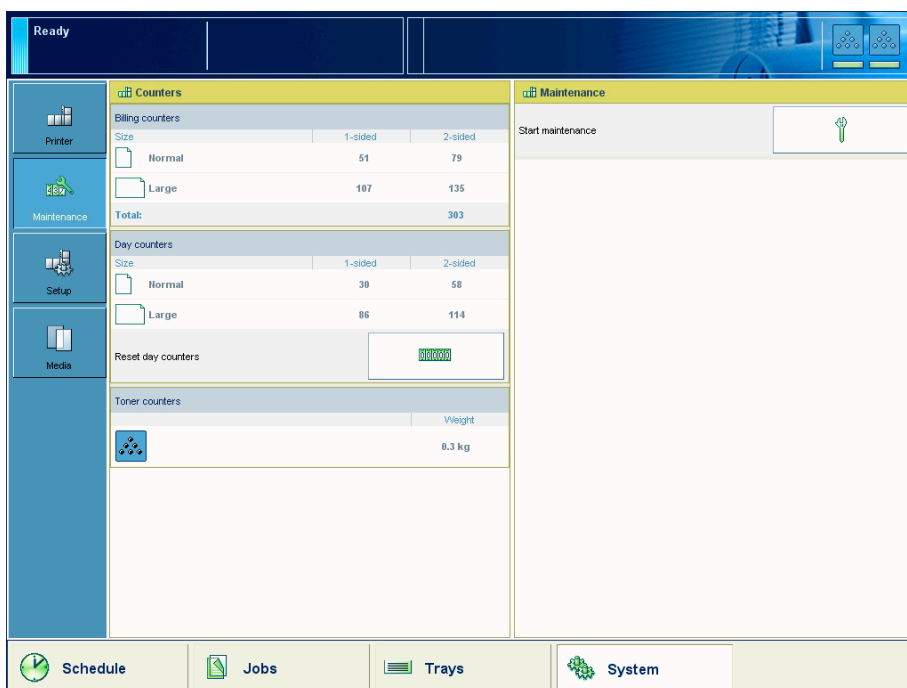 Ready
Counters
Billing counters
Size 1-sided 2-sided
Normal 51 79
Large 107 135
Total: 303
Day counters
Size 1-sided 2-sided
Normal 30 58
Large 86 114
Reset day counters
00000
Toner counters
Weight
0.3 kg
Maintenance
Start maintenance
Printer
Maintenance
Setup
Media
Schedule
Jobs
Trays
System